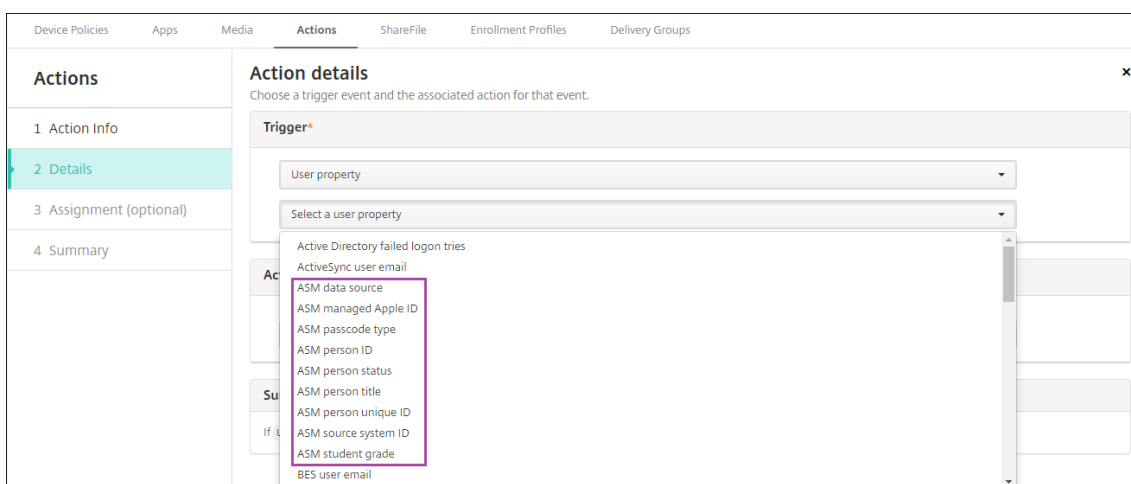 Device Policies Apps Media Actions ShareFile Enrollment Profiles Delivery Groups
Actions
1 Action Info
2 Details
3 Assignment (optional)
4 Summary
Action details
Choose a trigger event and the associated action for that event.
Trigger*
User property
Select a user property
Active Directory failed logon tries
ActiveSync user email
ASM data source
ASM managed Apple ID
ASM passcode type
ASM person ID
ASM person status
ASM person title
ASM person unique ID
ASM source system ID
ASM student grade
BES user email
If